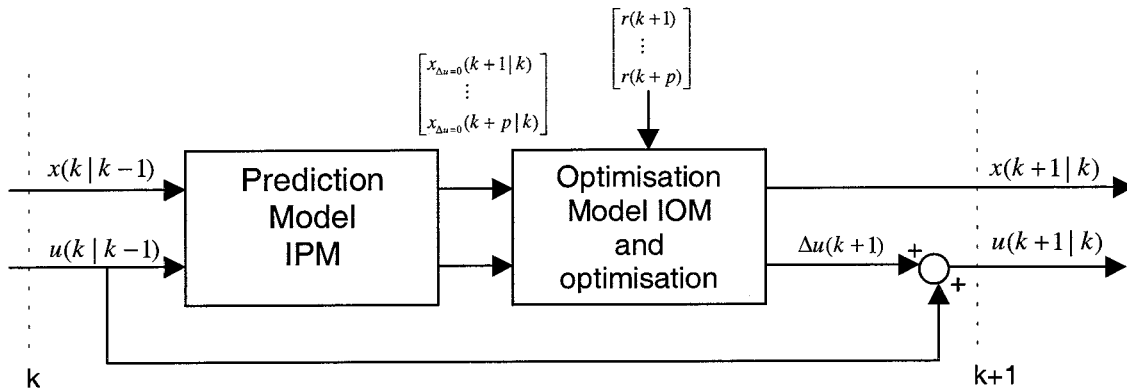 r(k+1)
⋮
r(k+p)
x_{Δu=0}(k+1|k)
⋮
x_{Δu=0}(k+p|k)
x(k|k−1)
u(k|k−1)
Prediction
Model
IPM
Optimisation
Model IOM
and
optimisation
x(k+1|k)
Δu(k+1)
+
+
u(k+1|k)
k
k+1